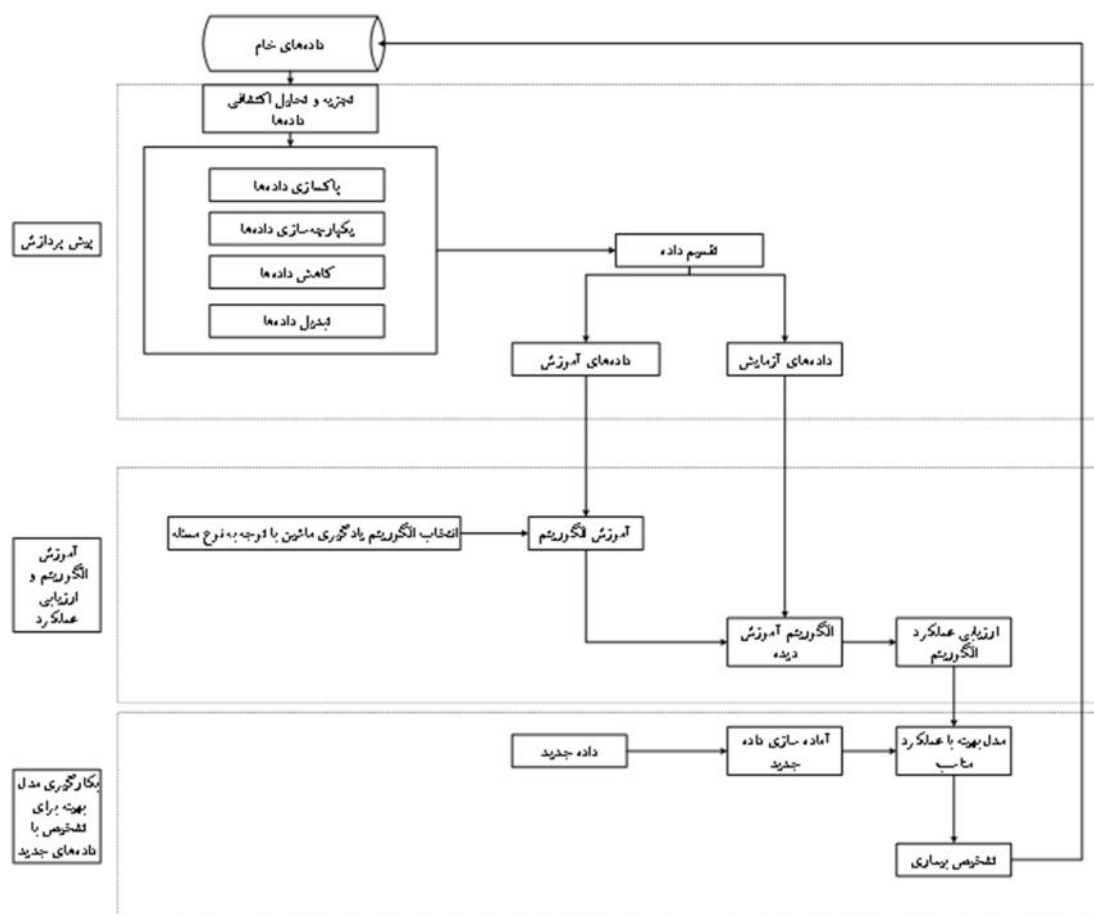 داده‌های خام
تجزیه و تحلیل اکتشافی
داده‌ها
پاکسازی داده‌ها
یکپارچه‌سازی داده‌ها
کاهش داده‌ها
تبدیل داده‌ها
پیش پردازش
تقسیم داده
داده‌های آموزش
داده‌های آزمایش
انتخاب الگوریتم یادگیری ماشین با توجه به نوع مسئله
آموزش الگوریتم
آموزش
الگوریتم و
ارزیابی
عملکرد
الگوریتم آموزش
دیده
ارزیابی عملکرد
الگوریتم
داده جدید
آماده سازی داده
جدید
مدل بهینه با عملکرد
مناسب
بکارگیری مدل
بهینه برای
تشخیص با
داده‌های جدید
تشخیص بیماری